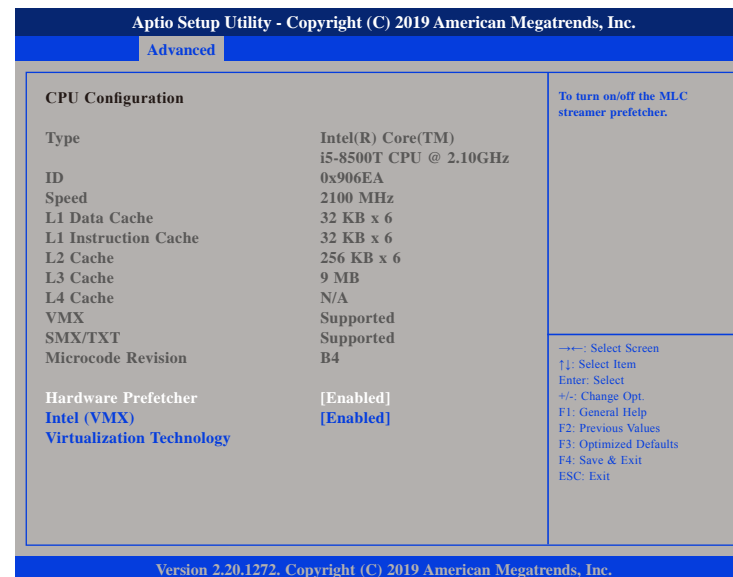 Aptio Setup Utility - Copyright (C) 2019 American Megatrends, Inc.
Advanced
CPU Configuration
Type Intel(R) Core(TM)
i5-8500T CPU @ 2.10GHz
ID 0x906EA
Speed 2100 MHz
L1 Data Cache 32 KB x 6
L1 Instruction Cache 32 KB x 6
L2 Cache 256 KB x 6
L3 Cache 9 MB
L4 Cache N/A
VMX Supported
SMX/TXT Supported
Microcode Revision B4
Hardware Prefetcher [Enabled]
Intel (VMX) [Enabled]
Virtualization Technology
To turn on/off the MLC
streamer prefetcher.
→←: Select Screen
↑↓: Select Item
Enter: Select
+/-: Change Opt.
F1: General Help
F2: Previous Values
F3: Optimized Defaults
F4: Save & Exit
ESC: Exit
Version 2.20.1272. Copyright (C) 2019 American Megatrends, Inc.